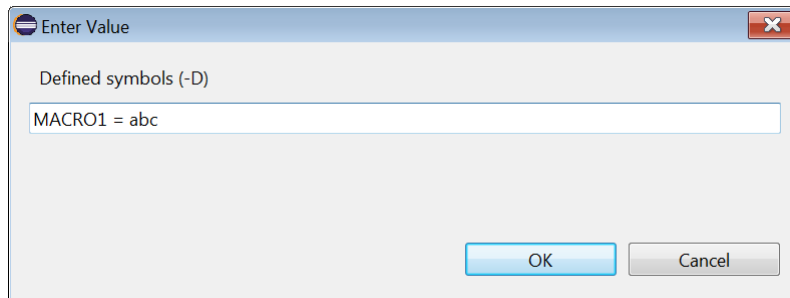 Enter Value
Defined symbols (-D)
MACRO1 = abc
OK Cancel